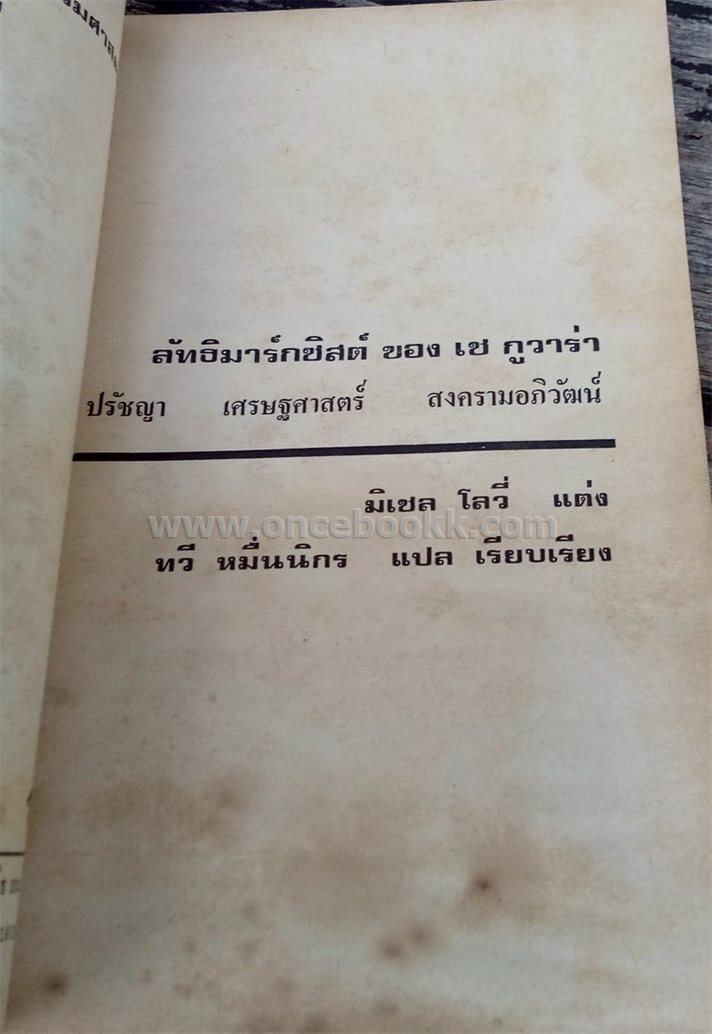 ลัทธิมาร์กซิสต์ ของ เช กูวาร่า
ปรัชญา เศรษฐศาสตร์ สงครามอภิวัฒน์
มิเชล โลวี่ แต่ง
www.oncebookk.com
ทวี หมื่นนิกร แปล เรียบเรียง